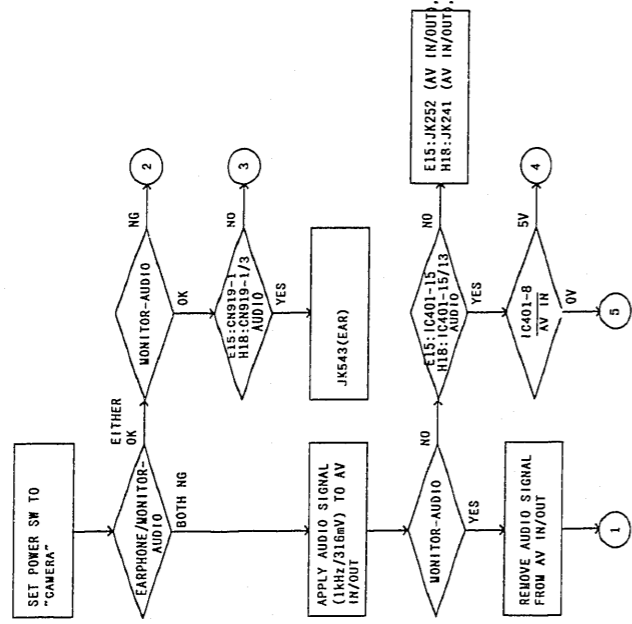 SET POWER SW TO
"CAMERA"
EARPHONE/MONITOR-
AUDIO
EITHER
OK
BOTH NG
MONITOR-AUDIO
NG
2
OK
E15:CN919-1
H18:CN919-1/3
AUDIO
NO
3
YES
JK543(EAR)
APPLY AUDIO SIGNAL
(1kHz/316mV) TO AV
IN/OUT
MONITOR-AUDIO
NO
YES
E15:IC401-15
H18:IC401-15/13
AUDIO
NO
E15:JK252 (AV IN/OUT),
H18:JK241 (AV IN/OUT),
YES
REMOVE AUDIO SIGNAL
FROM AV IN/OUT
1
IC401-8
AV IN
5V
4
0V
5